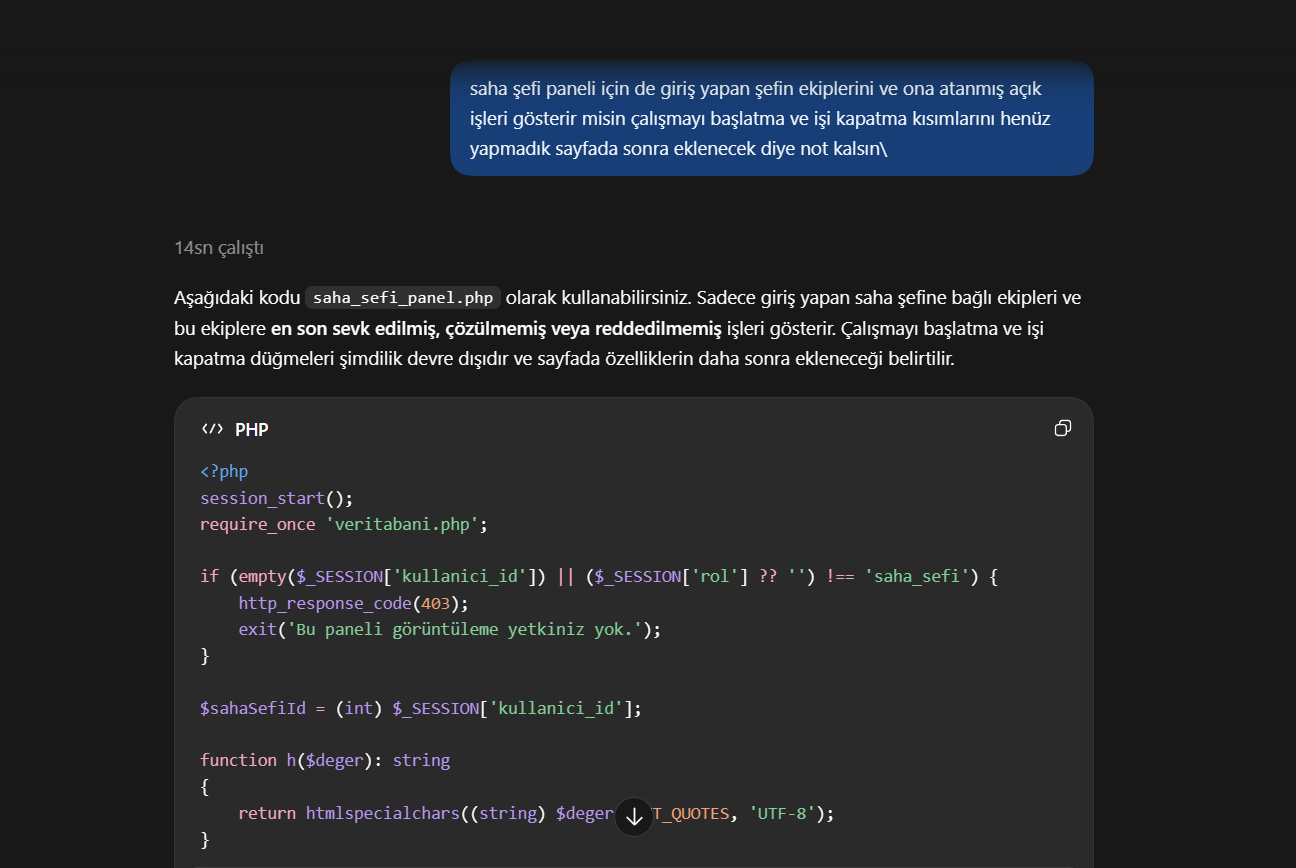 saha şefi paneli için de giriş yapan şefin ekiplerini ve ona atanmış açık
işleri gösterir misin çalışmayı başlatma ve işi kapatma kısımlarını henüz
yapmadık sayfada sonra eklenecek diye not kalsın\
14sn çalıştı
Aşağıdaki kodu saha_sefi_panel.php olarak kullanabilirsiniz. Sadece giriş yapan saha şefine bağlı ekipleri ve
bu ekiplere en son sevk edilmiş, çözülmemiş veya reddedilmemiş işleri gösterir. Çalışmayı başlatma ve işi
kapatma düğmeleri şimdilik devre dışıdır ve sayfada özelliklerin daha sonra ekleneceği belirtilir.
</> PHP
<?php
session_start();
require_once 'veritabani.php';
if (empty($_SESSION['kullanici_id']) || ($_SESSION['rol'] ?? '') !== 'saha_sefi') {
    http_response_code(403);
    exit('Bu paneli görüntüleme yetkiniz yok.');
}
$sahaSefiId = (int) $_SESSION['kullanici_id'];
function h($deger): string
{
    return htmlspecialchars((string) $deger T_QUOTES, 'UTF-8');
}